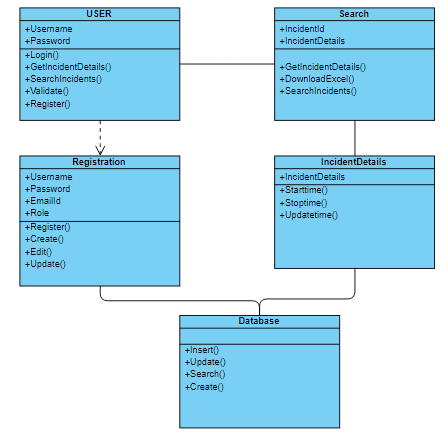 USER
+Username
+Password
+Login()
+GetIncidentDetails()
+SearchIncidents()
+Validate()
+Register()
Search
+IncidentId
+IncidentDetails
+GetIncidentDetails()
+DownloadExcel()
+SearchIncidents()
Registration
+Username
+Password
+EmailId
+Role
+Register()
+Create()
+Edit()
+Update()
IncidentDetails
+IncidentDetails
+Starttime()
+Stoptime()
+Updatetime()
Database
+Insert()
+Update()
+Search()
+Create()